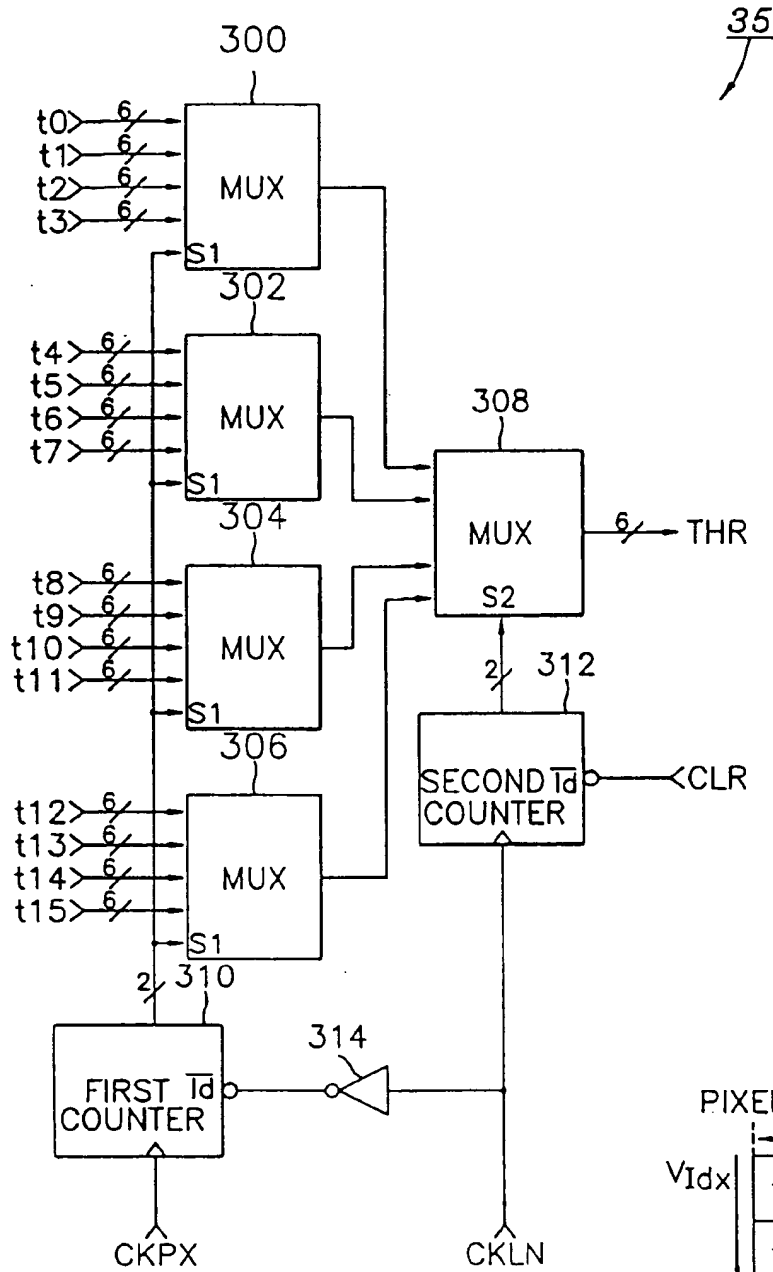 35
300
t0 6
t1 6
t2 6
t3 6
MUX
S1
302
t4 6
t5 6
t6 6
t7 6
MUX
S1
308
MUX
S2
6 THR
304
t8 6
t9 6
t10 6
t11 6
MUX
S1
2 312
SECOND Id
COUNTER
CLR
306
t12 6
t13 6
t14 6
t15 6
MUX
S1
2 310
FIRST Id
COUNTER
314
CKPX
CKLN
VIdx